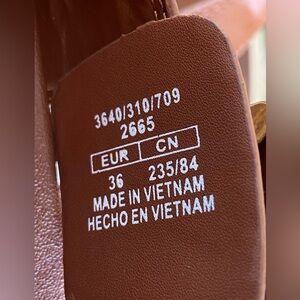 3640/310/709
2665
EUR CN
36 235/84
MADE IN VIETNAM
HECHO EN VIETNAM